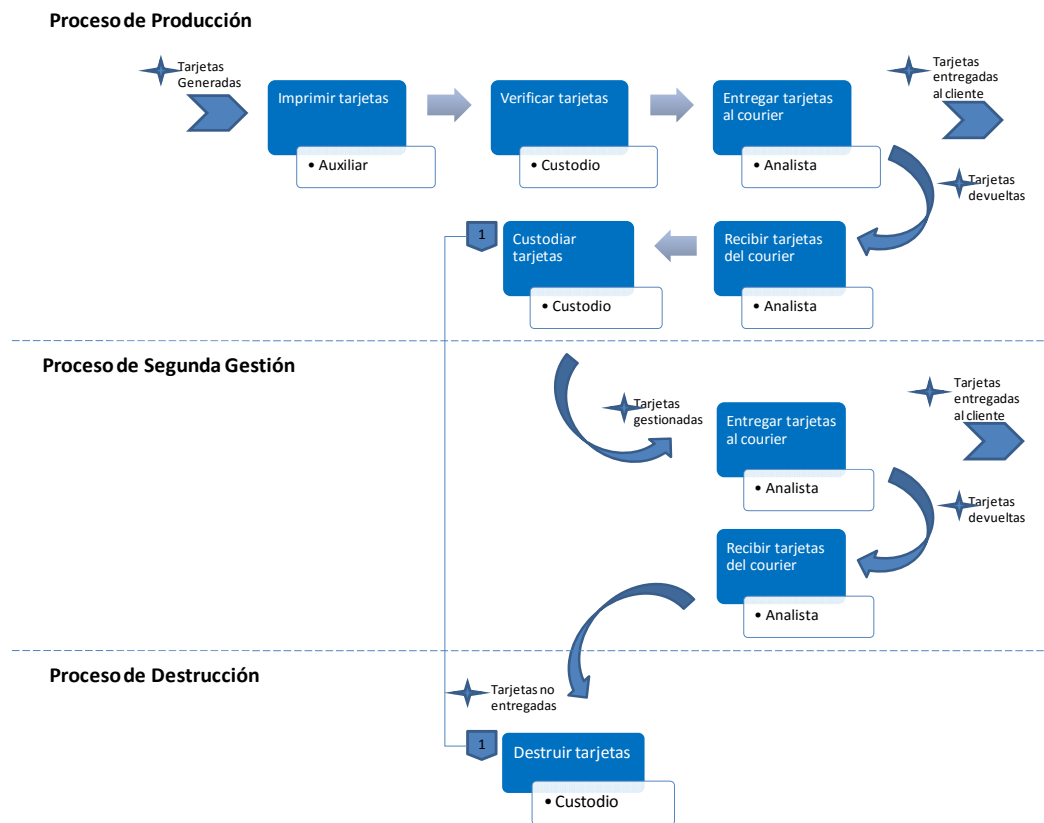 Proceso de Producción
Tarjetas
Generadas
Imprimir tarjetas
• Auxiliar
Verificar tarjetas
• Custodio
Entregar tarjetas
al courier
• Analista
Tarjetas
entregadas
al cliente
Tarjetas
devueltas
1
Custodiar
tarjetas
• Custodio
Recibir tarjetas
del courier
• Analista
Proceso de Segunda Gestión
Tarjetas
gestionadas
Entregar tarjetas
al courier
• Analista
Tarjetas
entregadas
al cliente
Tarjetas
devueltas
Recibir tarjetas
del courier
• Analista
Proceso de Destrucción
Tarjetas no
entregadas
1
Destruir tarjetas
• Custodio